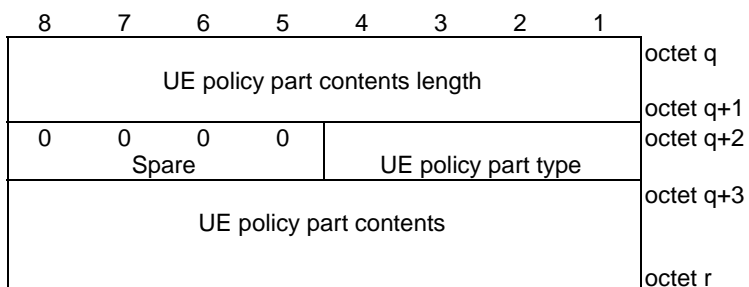 8 7 6 5 4 3 2 1
octet q
UE policy part contents length
octet q+1
0 0 0 0 octet q+2
Spare UE policy part type
octet q+3
UE policy part contents
octet r